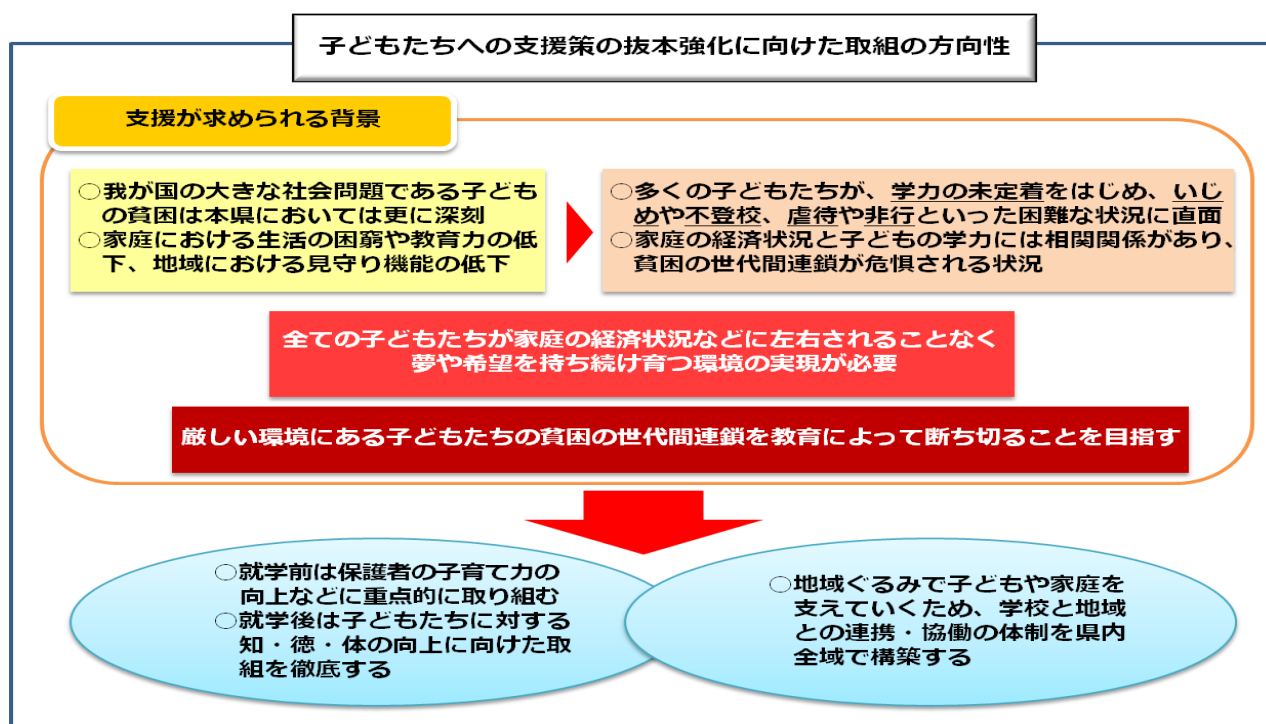 子どもたちへの支援策の抜本強化に向けた取組の方向性
支援が求められる背景
○我が国の大きな社会問題である子ども
の貧困は本県においては更に深刻
○家庭における生活の困窮や教育力の低
下、地域における見守り機能の低下
○多くの子どもたちが、学力の未定着をはじめ、いじ
めや不登校、虐待や非行といった困難な状況に直面
○家庭の経済状況と子どもの学力には相関関係があり、
貧困の世代間連鎖が危惧される状況
全ての子どもたちが家庭の経済状況などに左右されることなく
夢や希望を持ち続け育つ環境の実現が必要
厳しい環境にある子どもたちの貧困の世代間連鎖を教育によって断ち切ることを目指す
○就学前は保護者の子育て力の
向上などに重点的に取り組む
○就学後は子どもたちに対する
知・徳・体の向上に向けた取
組を徹底する
○地域ぐるみで子どもや家庭を
支えていくため、学校と地域
との連携・協働の体制を県内
全域で構築する